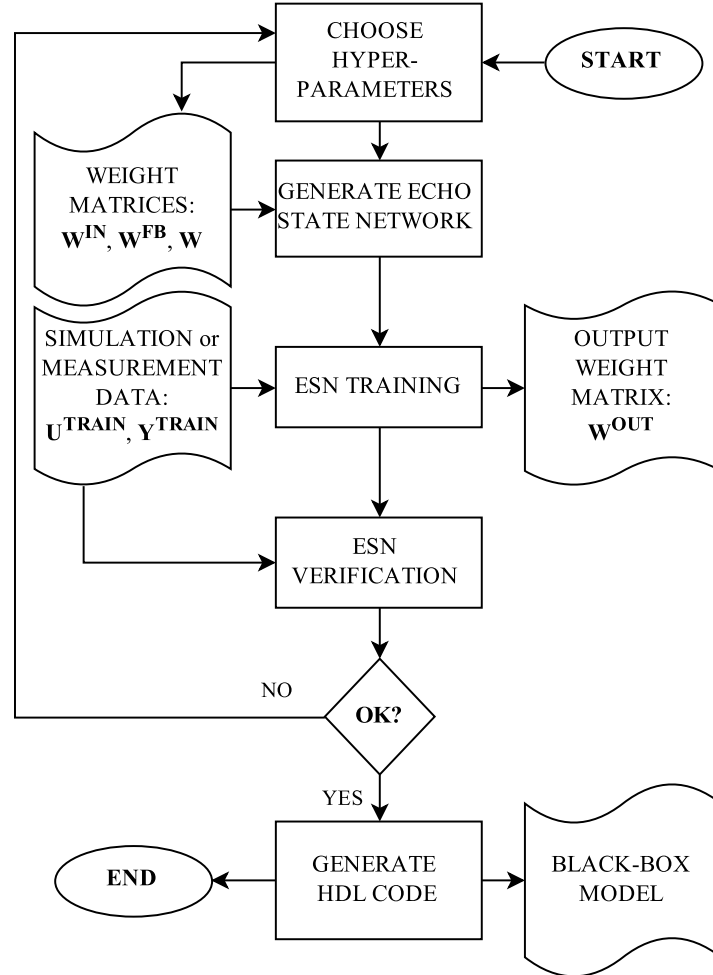 CHOOSE
HYPER-
PARAMETERS
START
WEIGHT
MATRICES:
W^IN, W^FB, W
GENERATE ECHO
STATE NETWORK
SIMULATION or
MEASUREMENT
DATA:
U^TRAIN, Y^TRAIN
ESN TRAINING
OUTPUT
WEIGHT
MATRIX:
W^OUT
ESN
VERIFICATION
NO
OK?
YES
END
GENERATE
HDL CODE
BLACK-BOX
MODEL